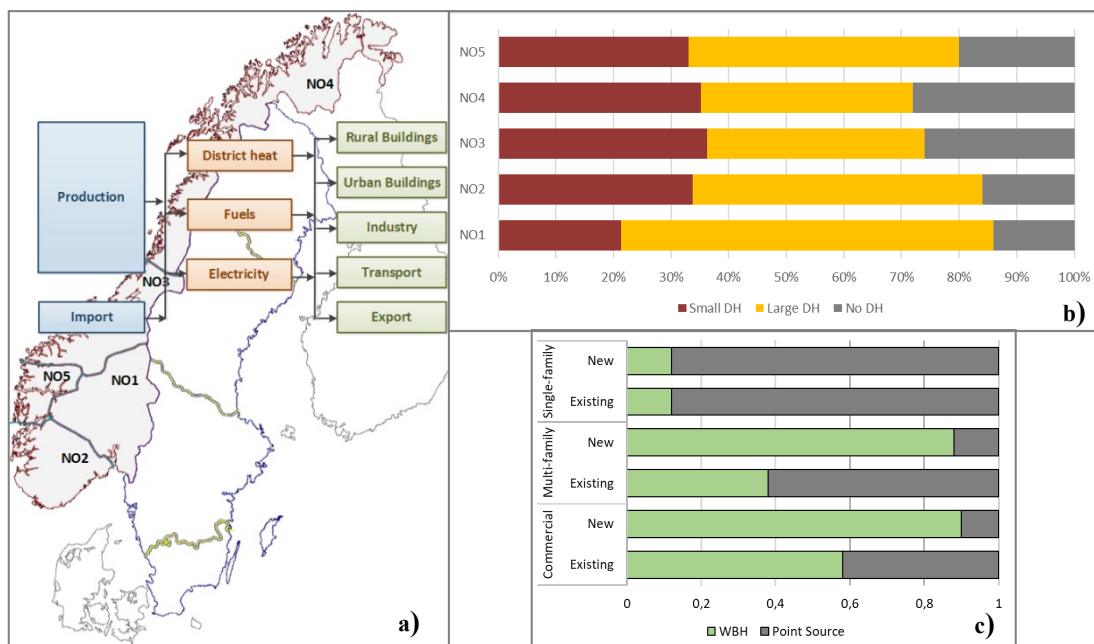 NO4
Production
Import
District heat
Fuels
Electricity
Rural Buildings
Urban Buildings
Industry
Transport
Export
NO3
NO5
NO1
NO2
a)
NO5
NO4
NO3
NO2
NO1
0% 10% 20% 30% 40% 50% 60% 70% 80% 90% 100%
Small DH Large DH No DH
b)
Single-family
New
Existing
Multi-family
New
Existing
Commercial
New
Existing
0 0,2 0,4 0,6 0,8 1
WBH Point Source
c)